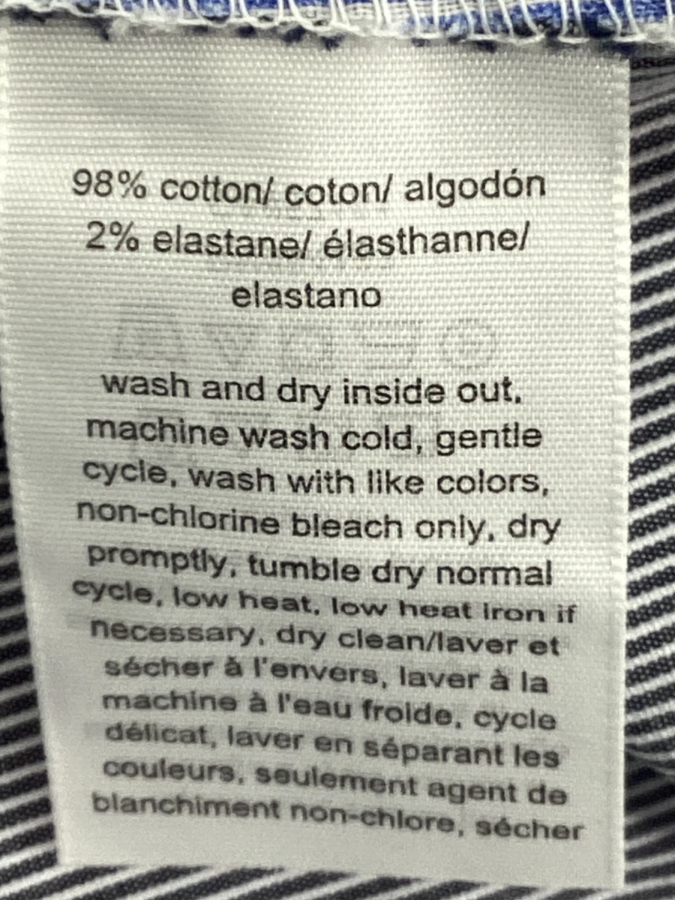 98% cotton/ coton/ algodón
2% elastane/ élasthanne/
elastano
wash and dry inside out,
machine wash cold, gentle
cycle, wash with like colors,
non-chlorine bleach only, dry
promptly, tumble dry normal
cycle, low heat, low heat iron if
necessary, dry clean/laver et
sécher à l'envers, laver à la
machine à l'eau froide, cycle
délicat, laver en séparant les
couleurs, seulement agent de
blanchiment non-chlore, sécher